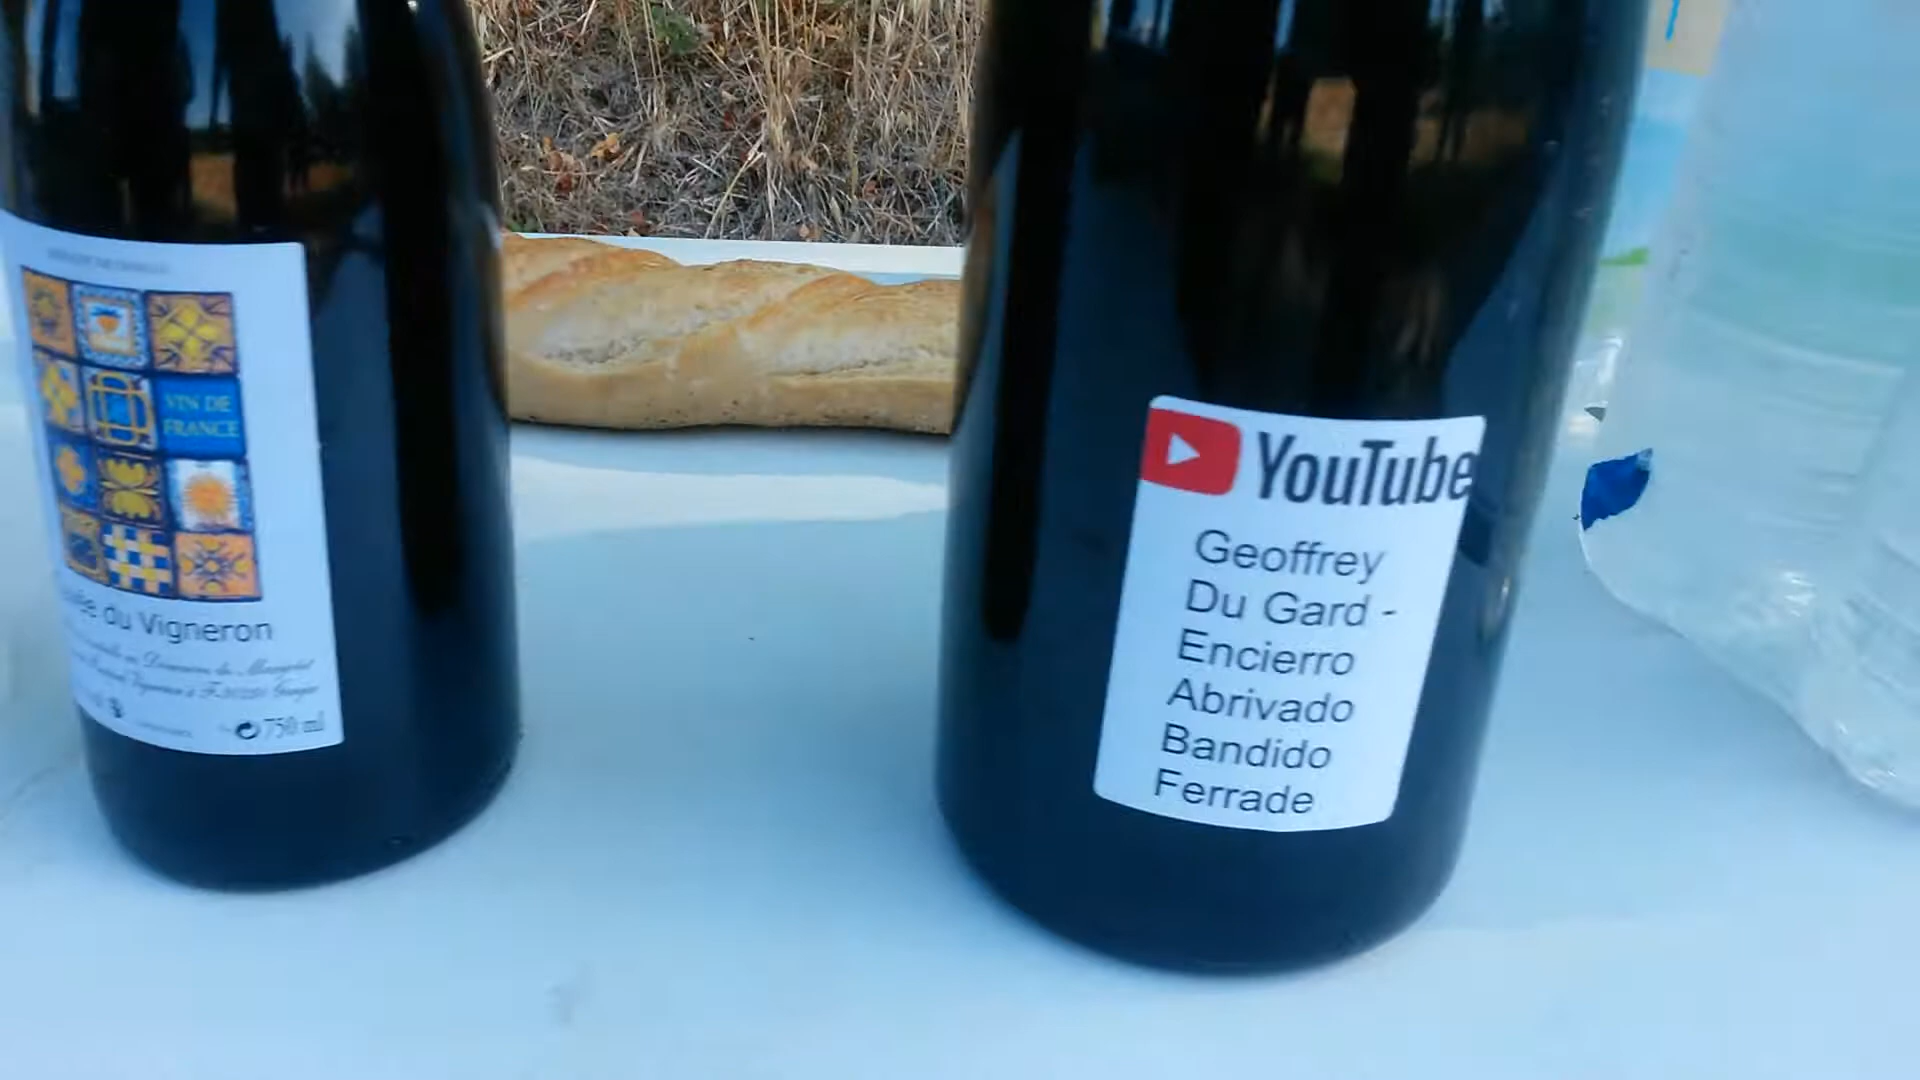 VIN DE
FRANCE
du Vigneron
750 ml
YouTube
Geoffrey
Du Gard -
Encierro
Abrivado
Bandido
Ferrade